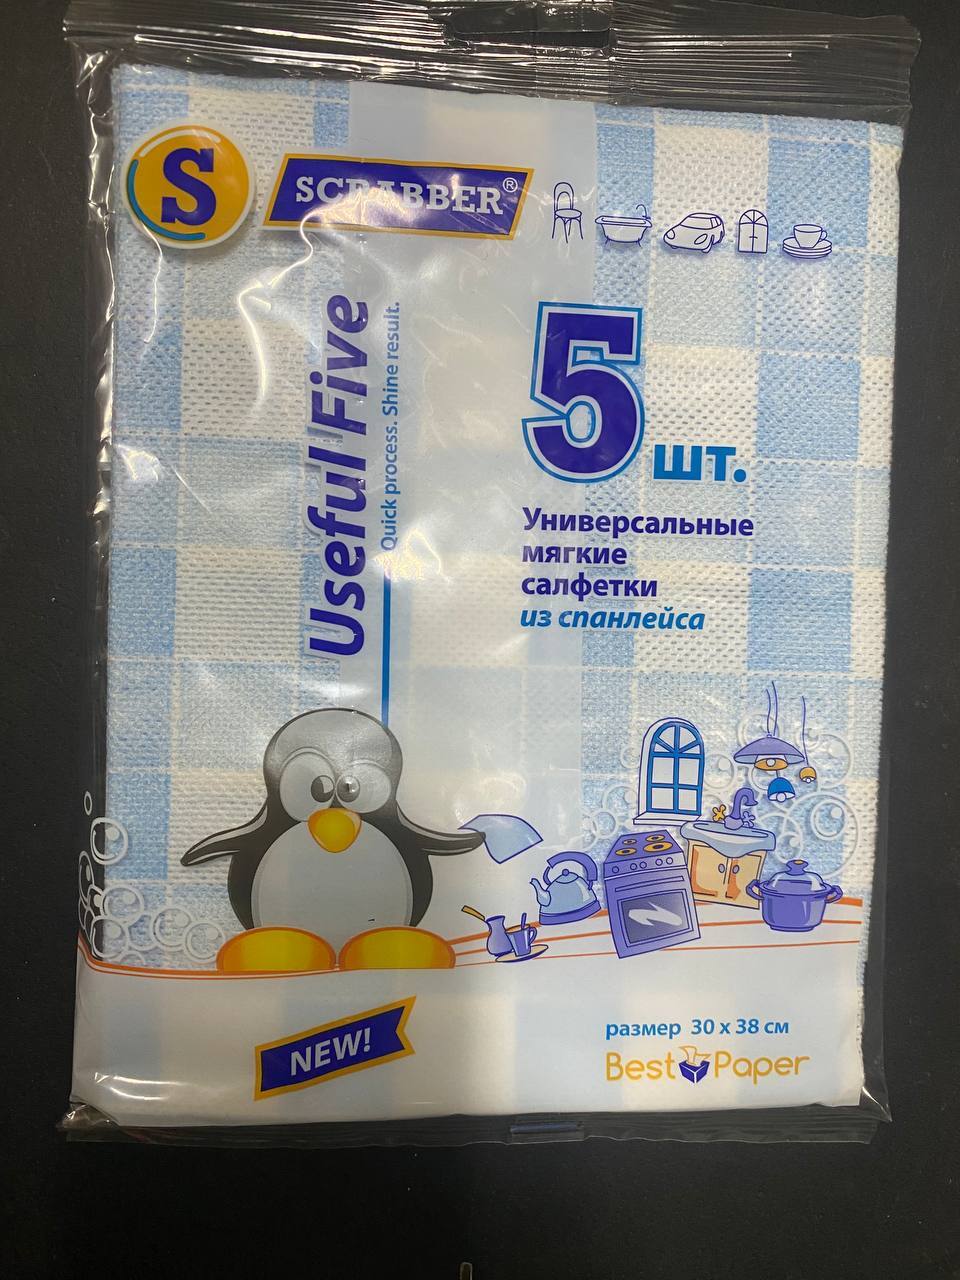 S
SCRABBER®
Useful Five
Quick process. Shine result.
5 шт.
Универсальные
мягкие
салфетки
из спанлейса
NEW!
размер 30 х 38 см
Best Paper